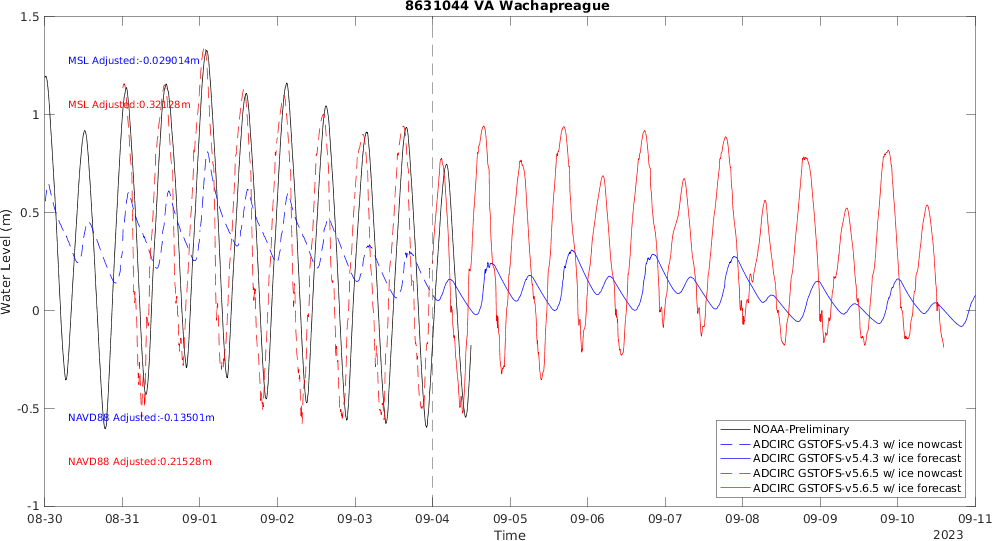 8631044 VA Wachapreague
1.5
1
0.5
0
-0.5
-1
Water Level (m)
MSL Adjusted:-0.029014m
MSL Adjusted:0.32128m
NAVD88 Adjusted:-0.13501m
NAVD88 Adjusted:0.21528m
NOAA-Preliminary
ADCIRC GSTOFS-v5.4.3 w/ ice nowcast
ADCIRC GSTOFS-v5.4.3 w/ ice forecast
ADCIRC GSTOFS-v5.6.5 w/ ice nowcast
ADCIRC GSTOFS-v5.6.5 w/ ice forecast
08-30 08-31 09-01 09-02 09-03 09-04 09-05 09-06 09-07 09-08 09-09 09-10 09-11
Time
2023